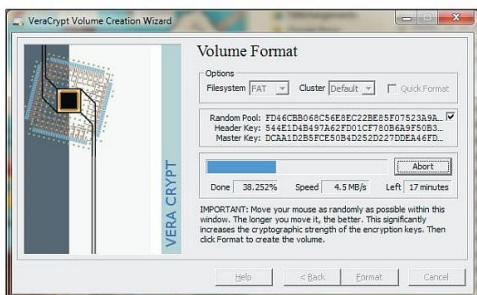 VeraCrypt Volume Creation Wizard
Volume Format
Options
Filesystem FAT Cluster Default Quick Format
Random Pool: FD46CBB068C56E8EC22BE85F07523A9A...
Header Key: 544E1D4B497A62FD01CF780B6A9F50B3...
Master Key: DCAA1D2B5FCE50B4D252D227DDEA46FD...
Abort
Done 38.252% Speed 4.5 MB/s Left 17 minutes
IMPORTANT: Move your mouse as randomly as possible within this
window. The longer you move it, the better. This significantly
increases the cryptographic strength of the encryption keys. Then
click Format to create the volume.
VERA CRYPT
Help < Back Format Cancel